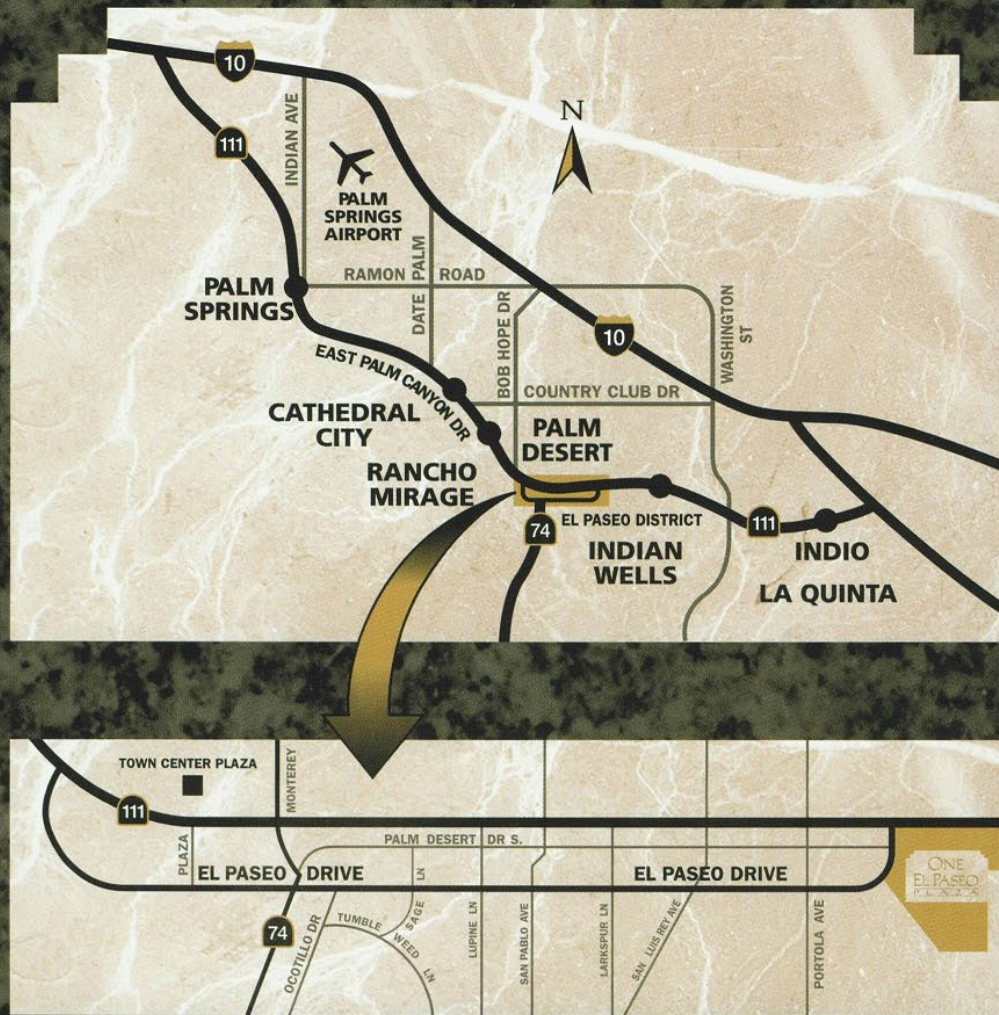 10
N
111
INDIAN AVE
PALM
SPRINGS
AIRPORT
DATE PALM
RAMON ROAD
PALM
SPRINGS
BOB HOPE DR
WASHINGTON
ST
10
EAST PALM CANYON DR
COUNTRY CLUB DR
CATHEDRAL
CITY
PALM
DESERT
RANCHO
MIRAGE
74
EL PASEO DISTRICT
111
INDIAN
WELLS
INDIO
LA QUINTA
TOWN CENTER PLAZA
MONTEREY
111
PLAZA
PALM DESERT DR S.
EL PASEO DRIVE
EL PASEO DRIVE
ONE
EL PASEO
PLAZA
74
OCOTILLO DR
TUMBLE WEED LN
SAGE LN
LUPINE LN
SAN PABLO AVE
LARKSPUR LN
SAN LUIS REY AVE
PORTOLA AVE